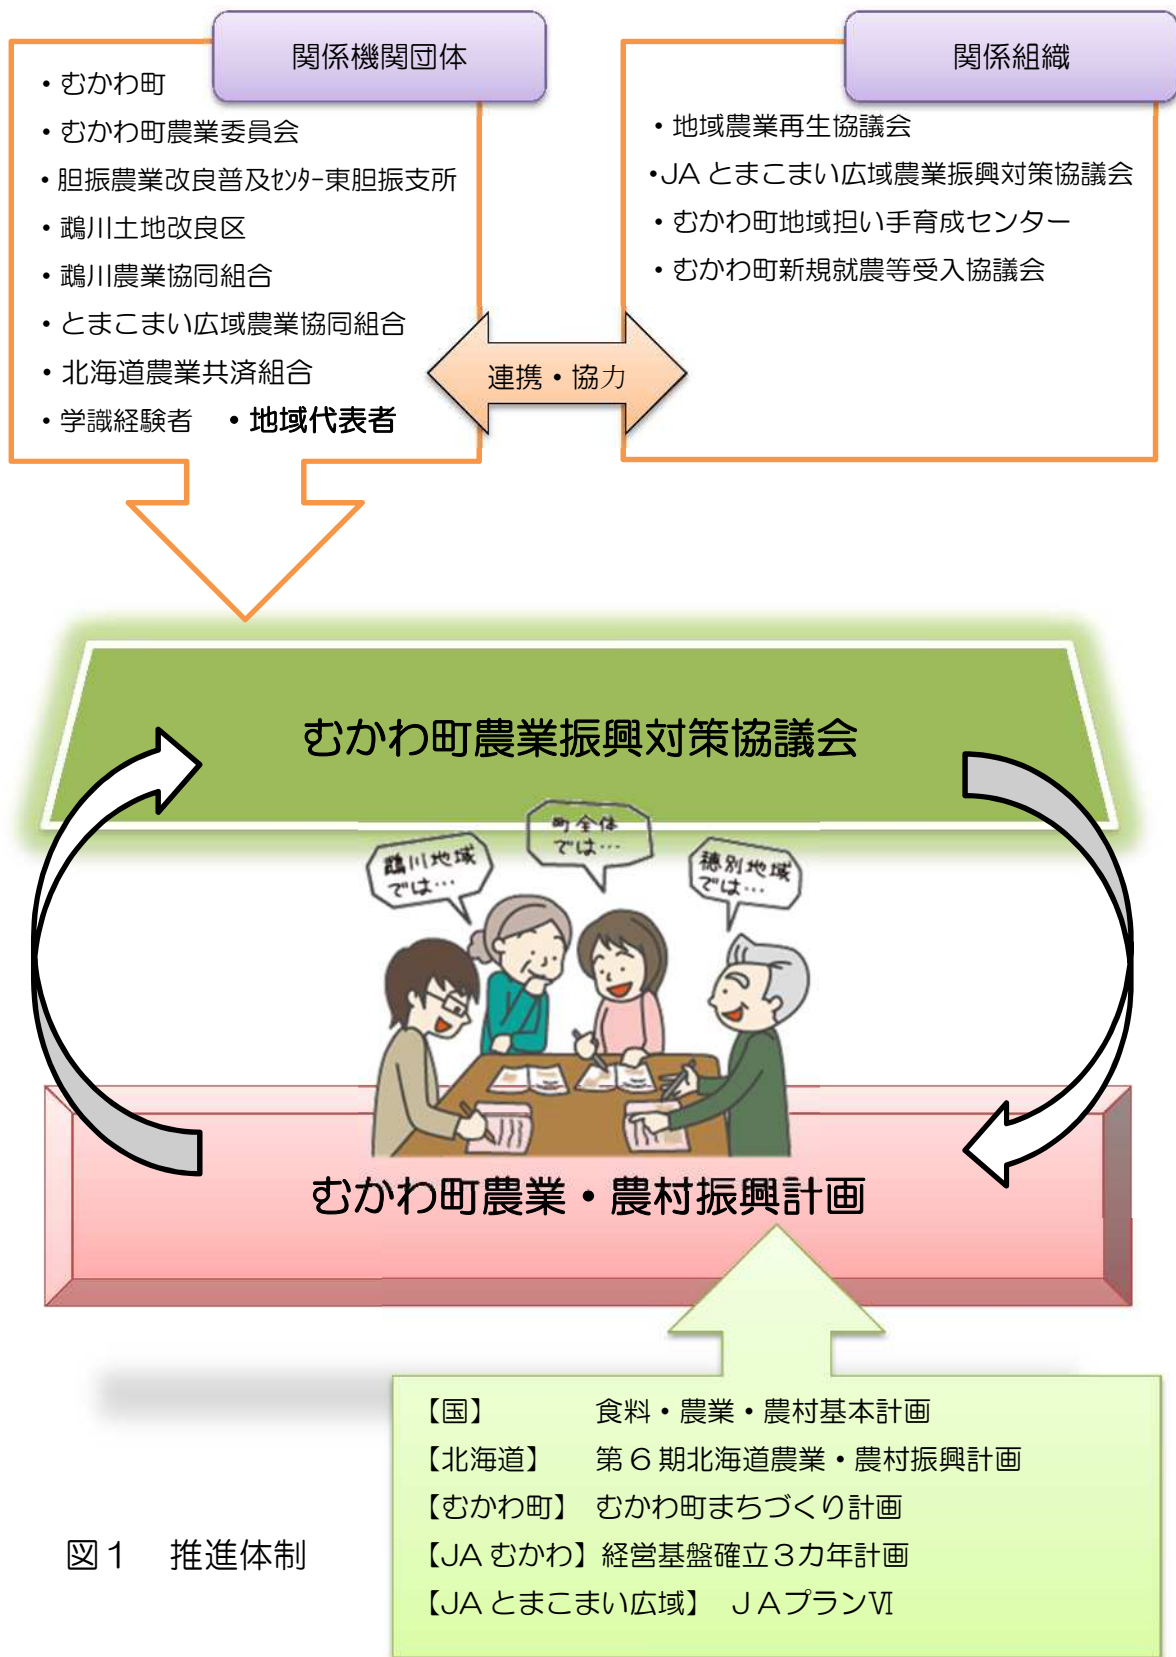 関係機関団体
・むかわ町
・むかわ町農業委員会
・胆振農業改良普及ｾﾝﾀｰ東胆振支所
・鵡川土地改良区
・鵡川農業協同組合
・とまこまい広域農業協同組合
・北海道農業共済組合
・学識経験者　・地域代表者
関係組織
・地域農業再生協議会
・JAとまこまい広域農業振興対策協議会
・むかわ町地域担い手育成センター
・むかわ町新規就農等受入協議会
連携・協力
むかわ町農業振興対策協議会
鵡川地域
では…
町全体
では…
穂別地域
では…
むかわ町農業・農村振興計画
【国】　食料・農業・農村基本計画
【北海道】　第６期北海道農業・農村振興計画
【むかわ町】　むかわ町まちづくり計画
【JAむかわ】経営基盤確立３カ年計画
【JAとまこまい広域】　ＪＡプランⅥ
図１　推進体制